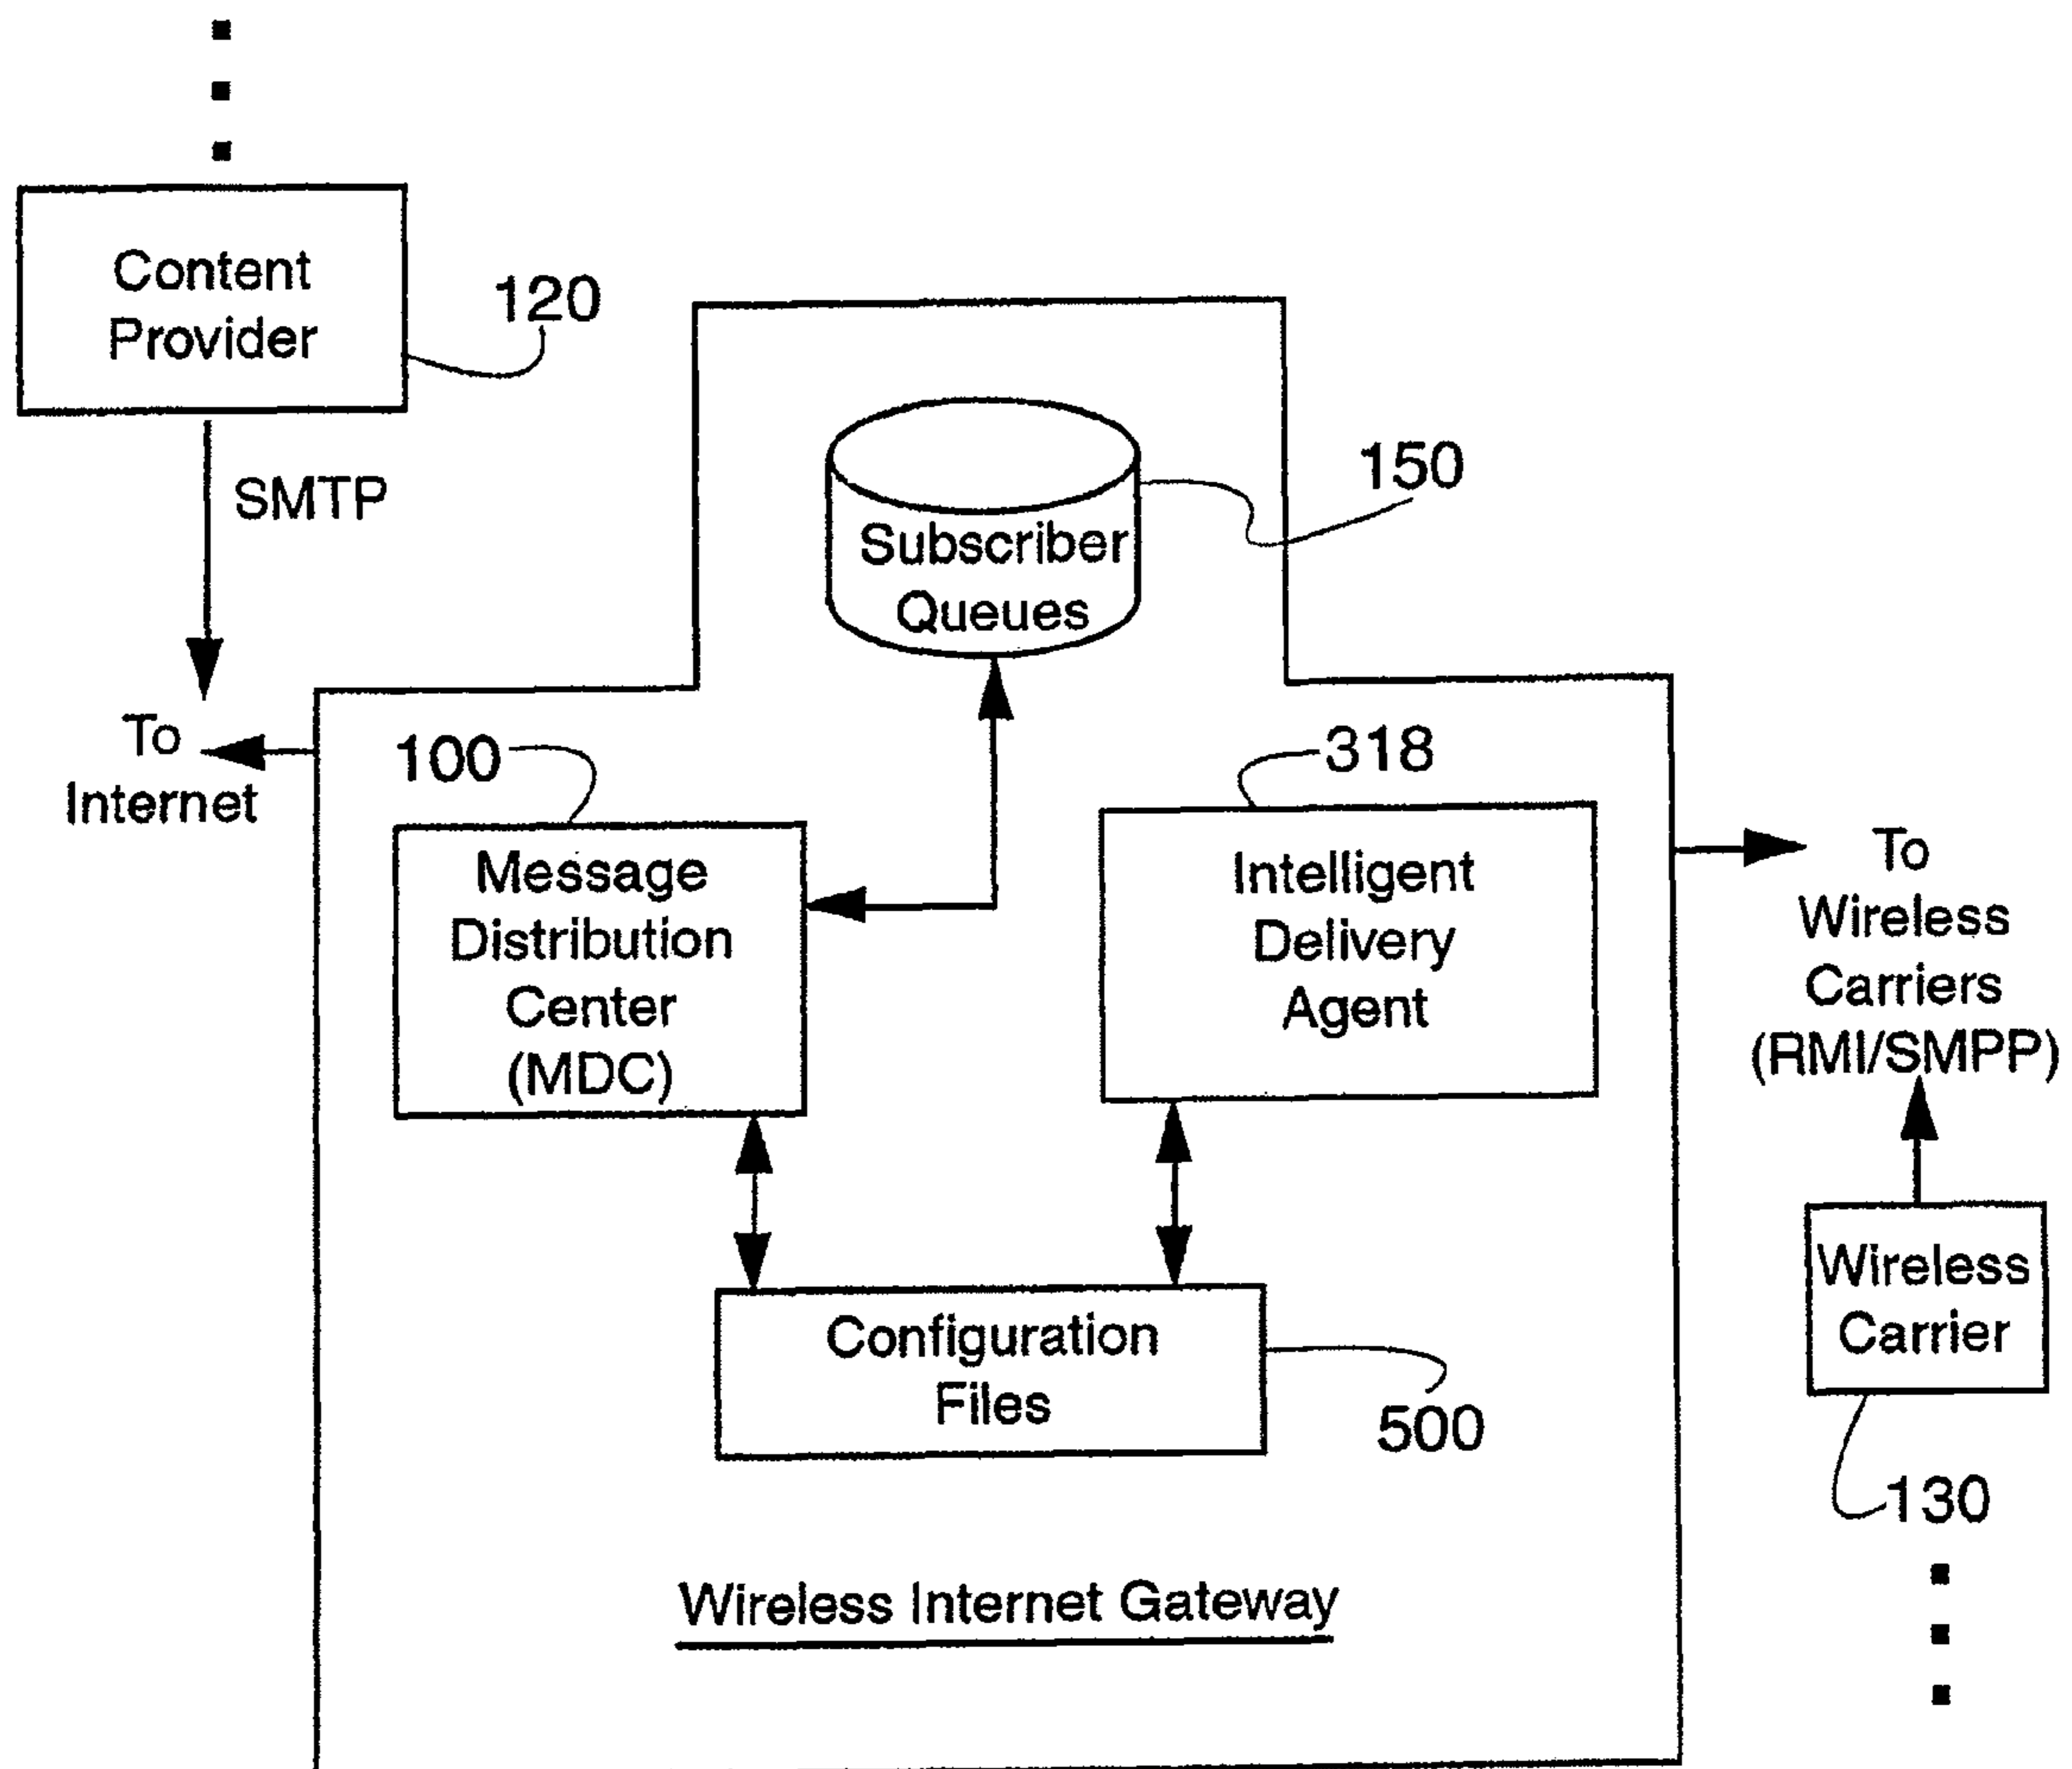 Content
Provider
120
SMTP
To
Internet
Subscriber
Queues
150
100
Message
Distribution
Center
(MDC)
318
Intelligent
Delivery
Agent
To
Wireless
Carriers
(RMI/SMPP)
Configuration
Files
500
Wireless
Carrier
130
Wireless Internet Gateway